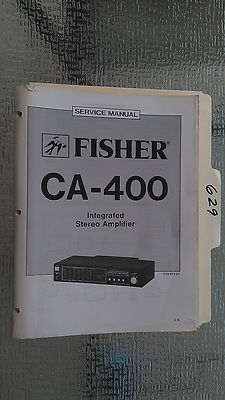 SERVICE MANUAL
FISHER®
CA-400
Integrated
Stereo Amplifier
629